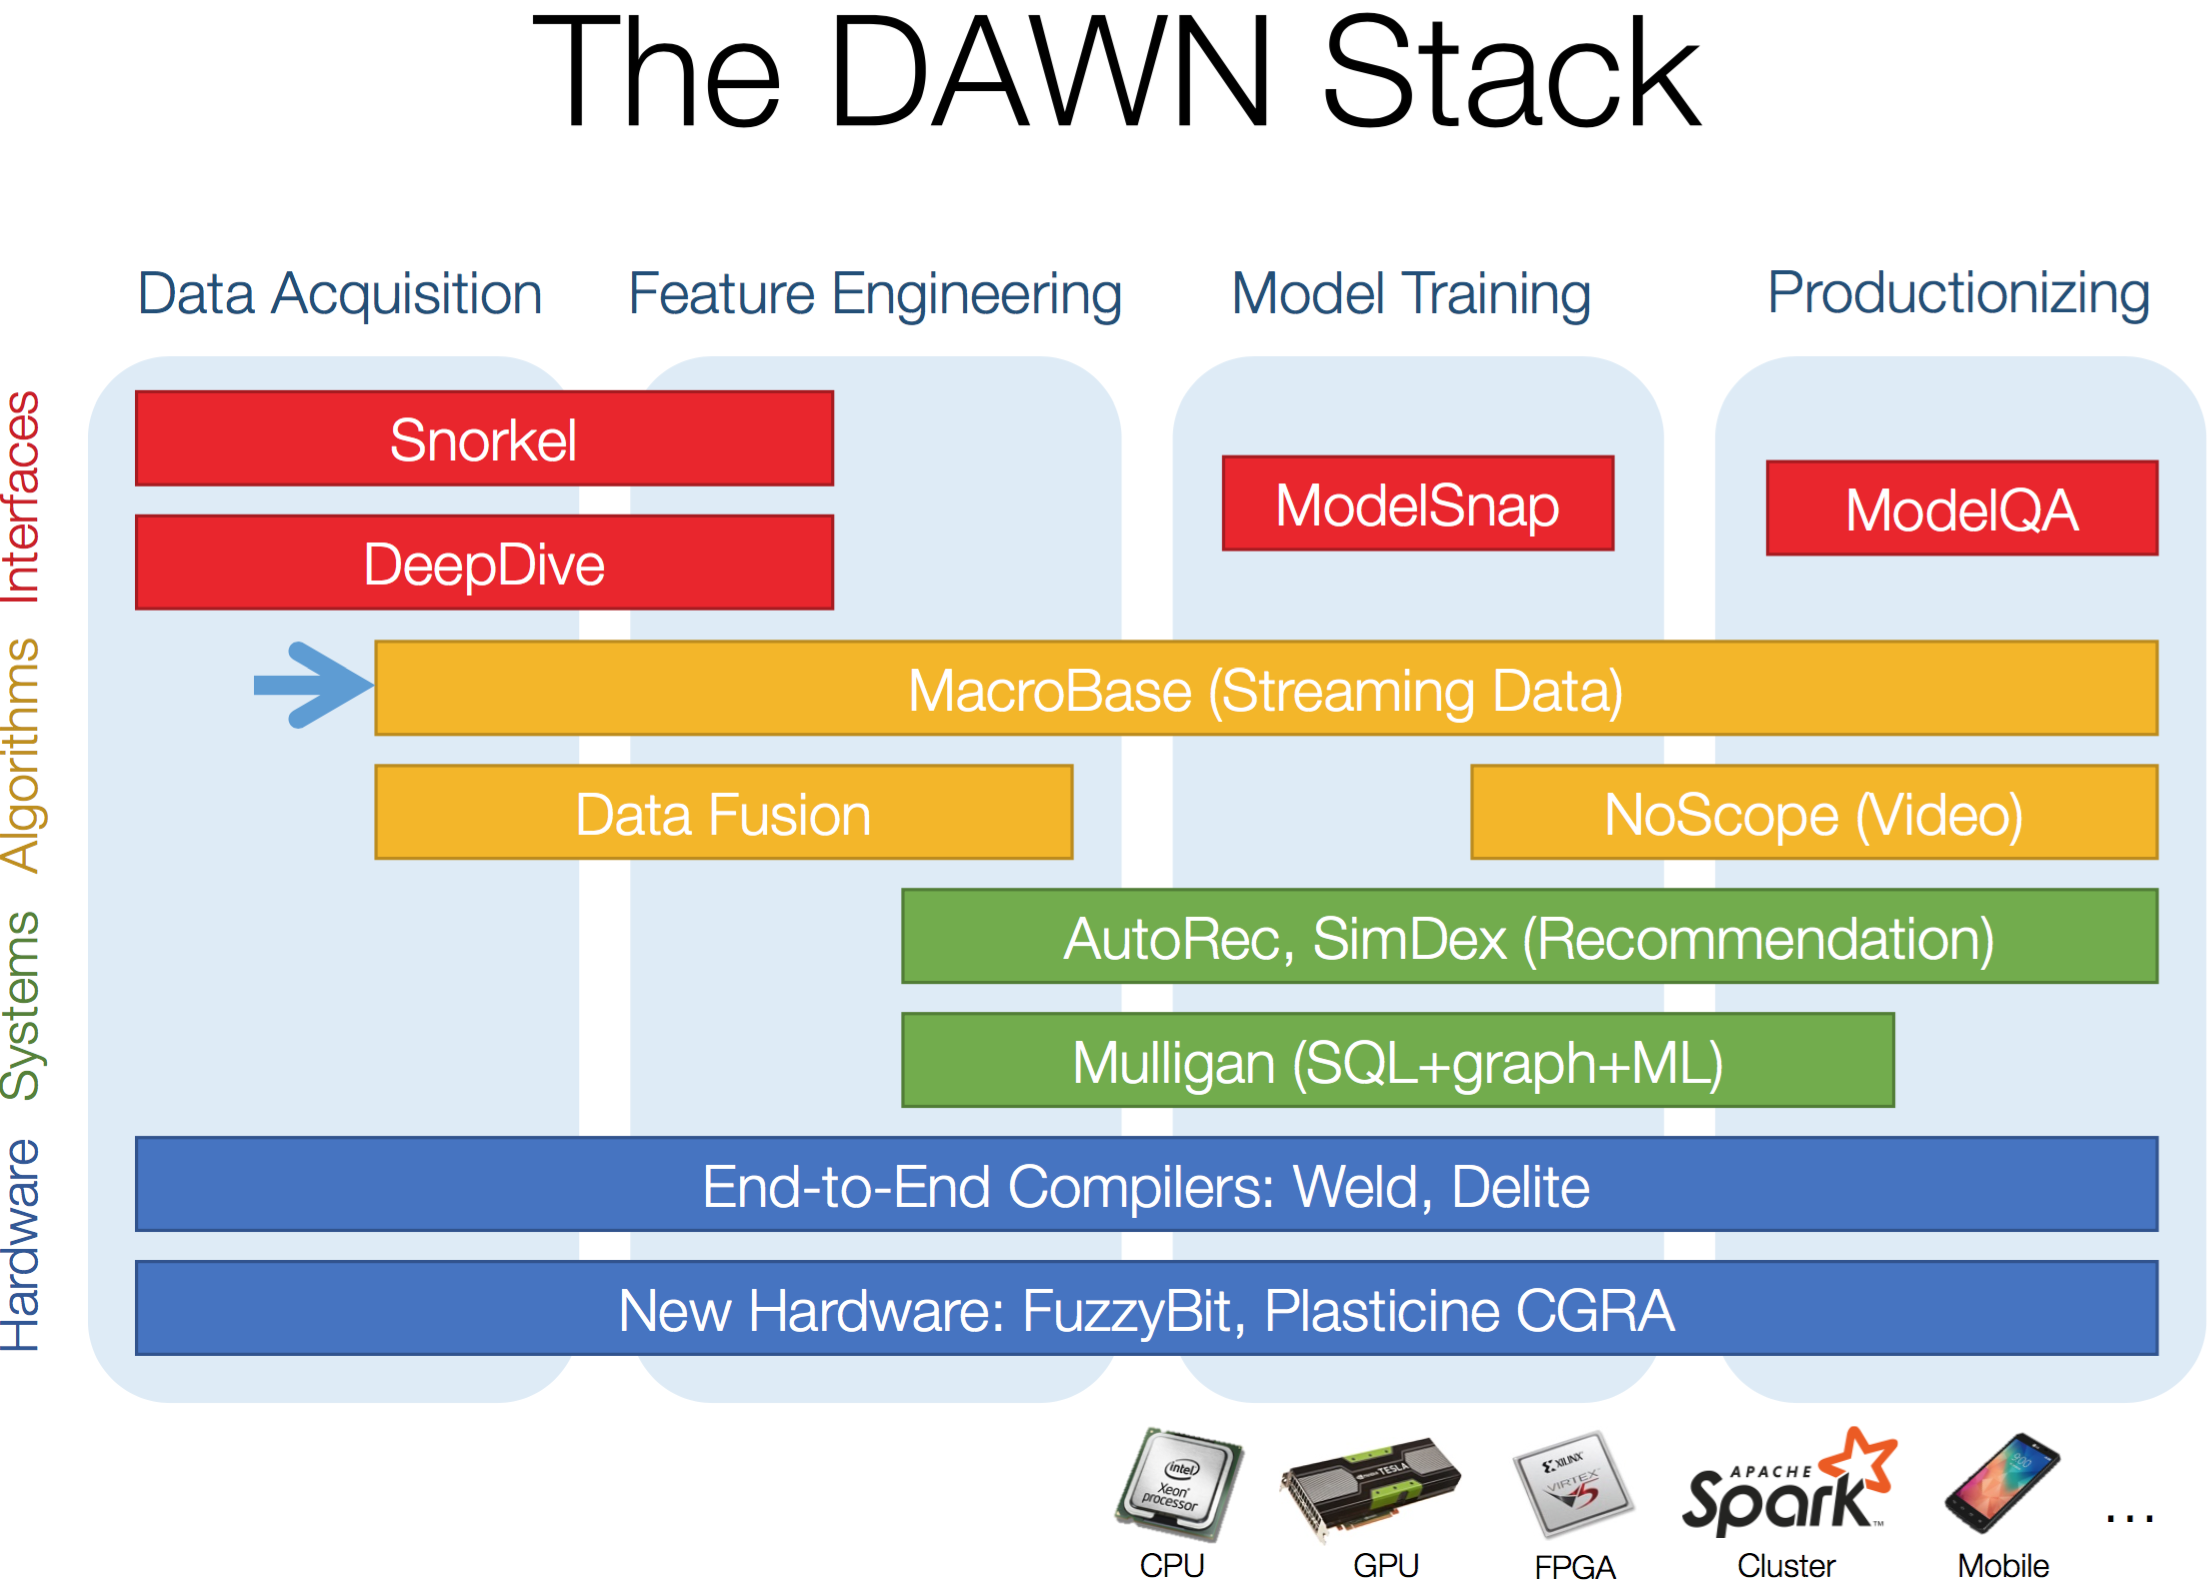 The DAWN Stack
Data Acquisition
Feature Engineering
Model Training
Productionizing
Interfaces
Snorkel
DeepDive
ModelSnap
ModelQA
Algorithms
MacroBase (Streaming Data)
Data Fusion
NoScope (Video)
Systems
AutoRec, SimDex (Recommendation)
Mulligan (SQL+graph+ML)
Hardware
End-to-End Compilers: Weld, Delite
New Hardware: FuzzyBit, Plasticine CGRA
intel
Xeon®
processor
TESLA
XILINX
VIRTEX
5
APACHE
Spark™
...
CPU
GPU
FPGA
Cluster
Mobile